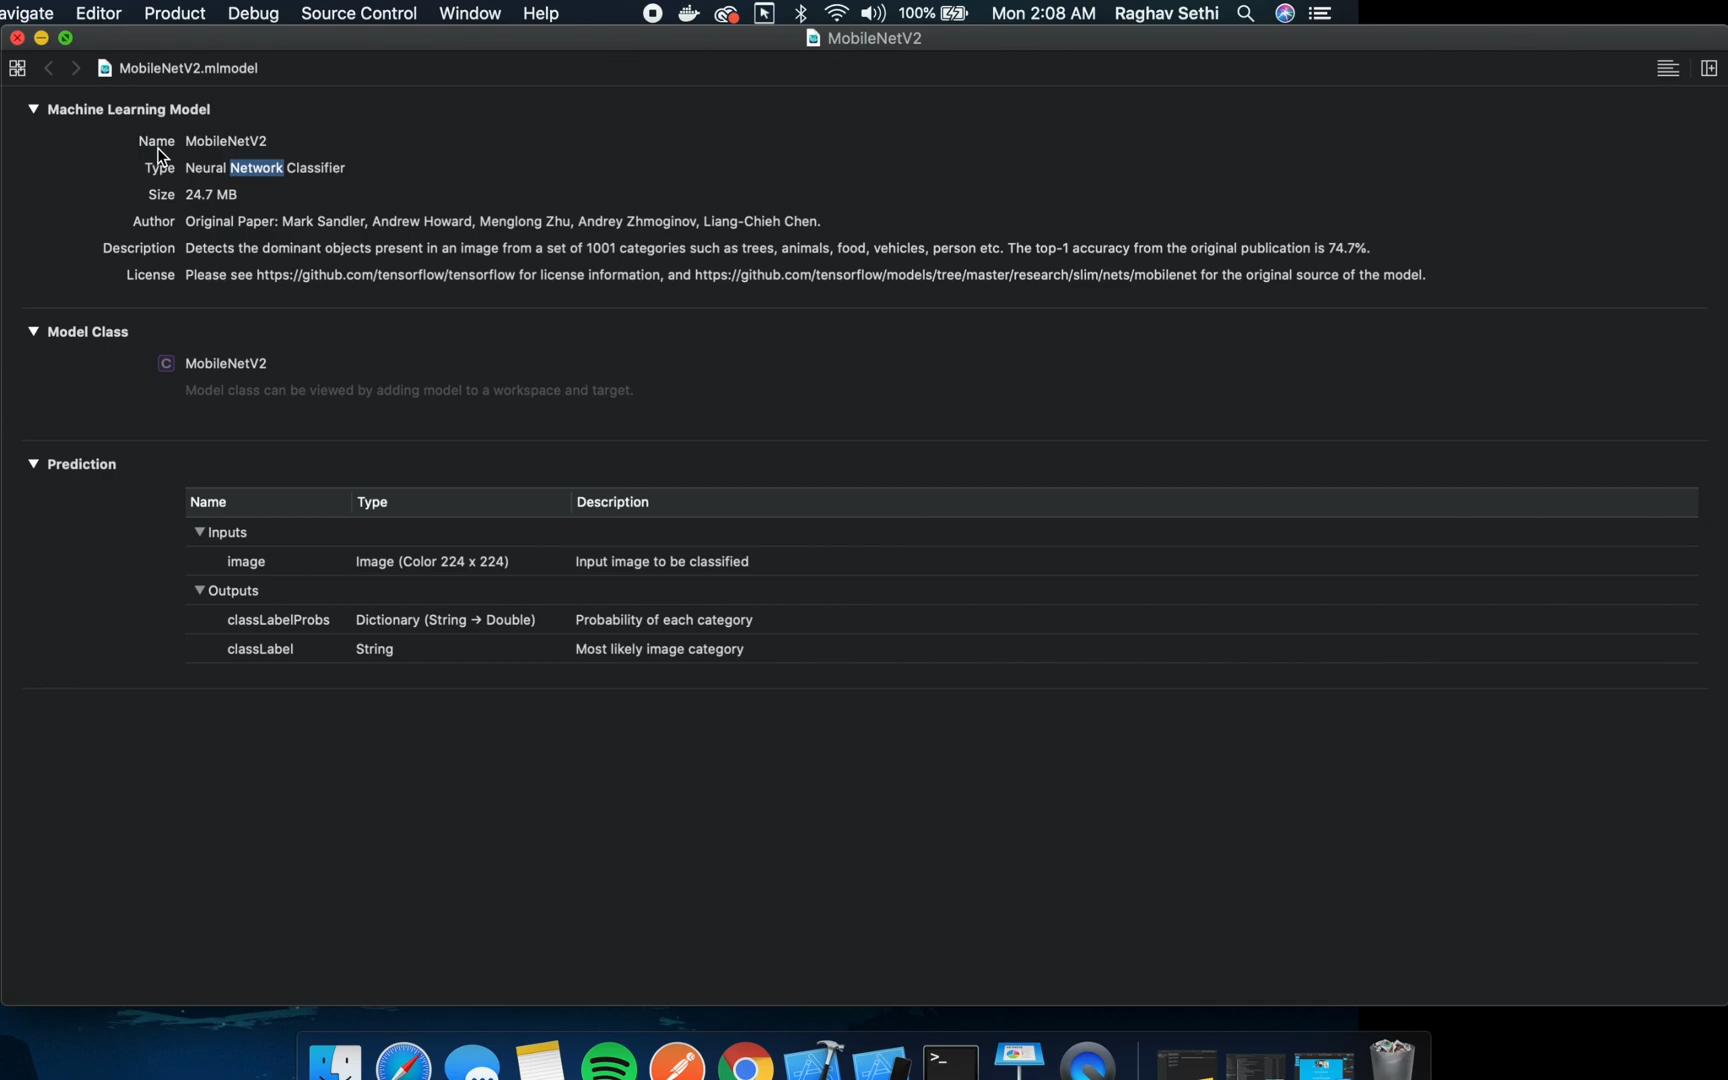 avigate Editor Product Debug Source Control Window Help 100% Mon 2:08 AM Raghav Sethi
MobileNetV2
MobileNetV2.mlmodel
Machine Learning Model
Name MobileNetV2
Type Neural Network Classifier
Size 24.7 MB
Author Original Paper: Mark Sandler, Andrew Howard, Menglong Zhu, Andrey Zhmoginov, Liang-Chieh Chen.
Description Detects the dominant objects present in an image from a set of 1001 categories such as trees, animals, food, vehicles, person etc. The top-1 accuracy from the original publication is 74.7%.
License Please see https://github.com/tensorflow/tensorflow for license information, and https://github.com/tensorflow/models/tree/master/research/slim/nets/mobilenet for the original source of the model.
Model Class
C MobileNetV2
Model class can be viewed by adding model to a workspace and target.
Prediction
Name Type Description
Inputs
image Image (Color 224 x 224) Input image to be classified
Outputs
classLabelProbs Dictionary (String → Double) Probability of each category
classLabel String Most likely image category
>_